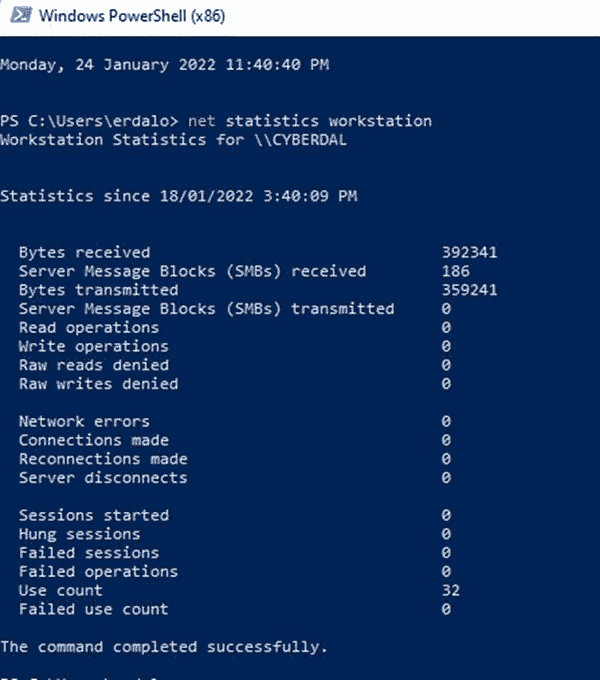 Windows PowerShell (x86)
Monday, 24 January 2022 11:40:40 PM
PS C:\Users\erdalo> net statistics workstation
Workstation Statistics for \\CYBERDAL
Statistics since 18/01/2022 3:40:09 PM
Bytes received 392341
Server Message Blocks (SMBs) received 186
Bytes transmitted 359241
Server Message Blocks (SMBs) transmitted 0
Read operations 0
Write operations 0
Raw reads denied 0
Raw writes denied 0
Network errors 0
Connections made 0
Reconnections made 0
Server disconnects 0
Sessions started 0
Hung sessions 0
Failed sessions 0
Failed operations 0
Use count 32
Failed use count 0
The command completed successfully.